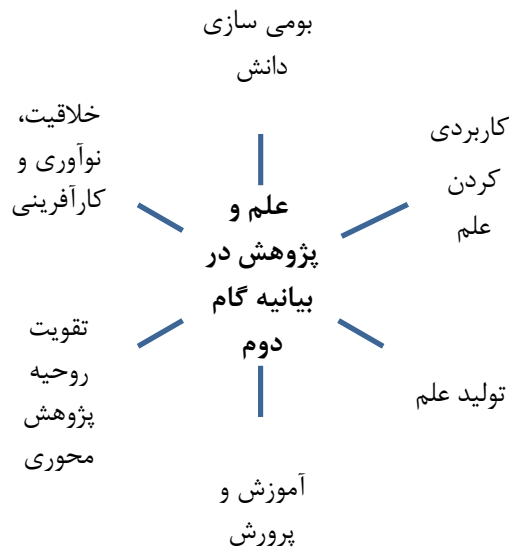 بومی سازی
دانش
کاربردی
کردن
علم
تولید علم
آموزش و
پرورش
تقویت
روحیه
پژوهش
محوری
خلاقیت،
نوآوری و
کارآفرینی
علم و
پژوهش در
بیانیه گام
دوم